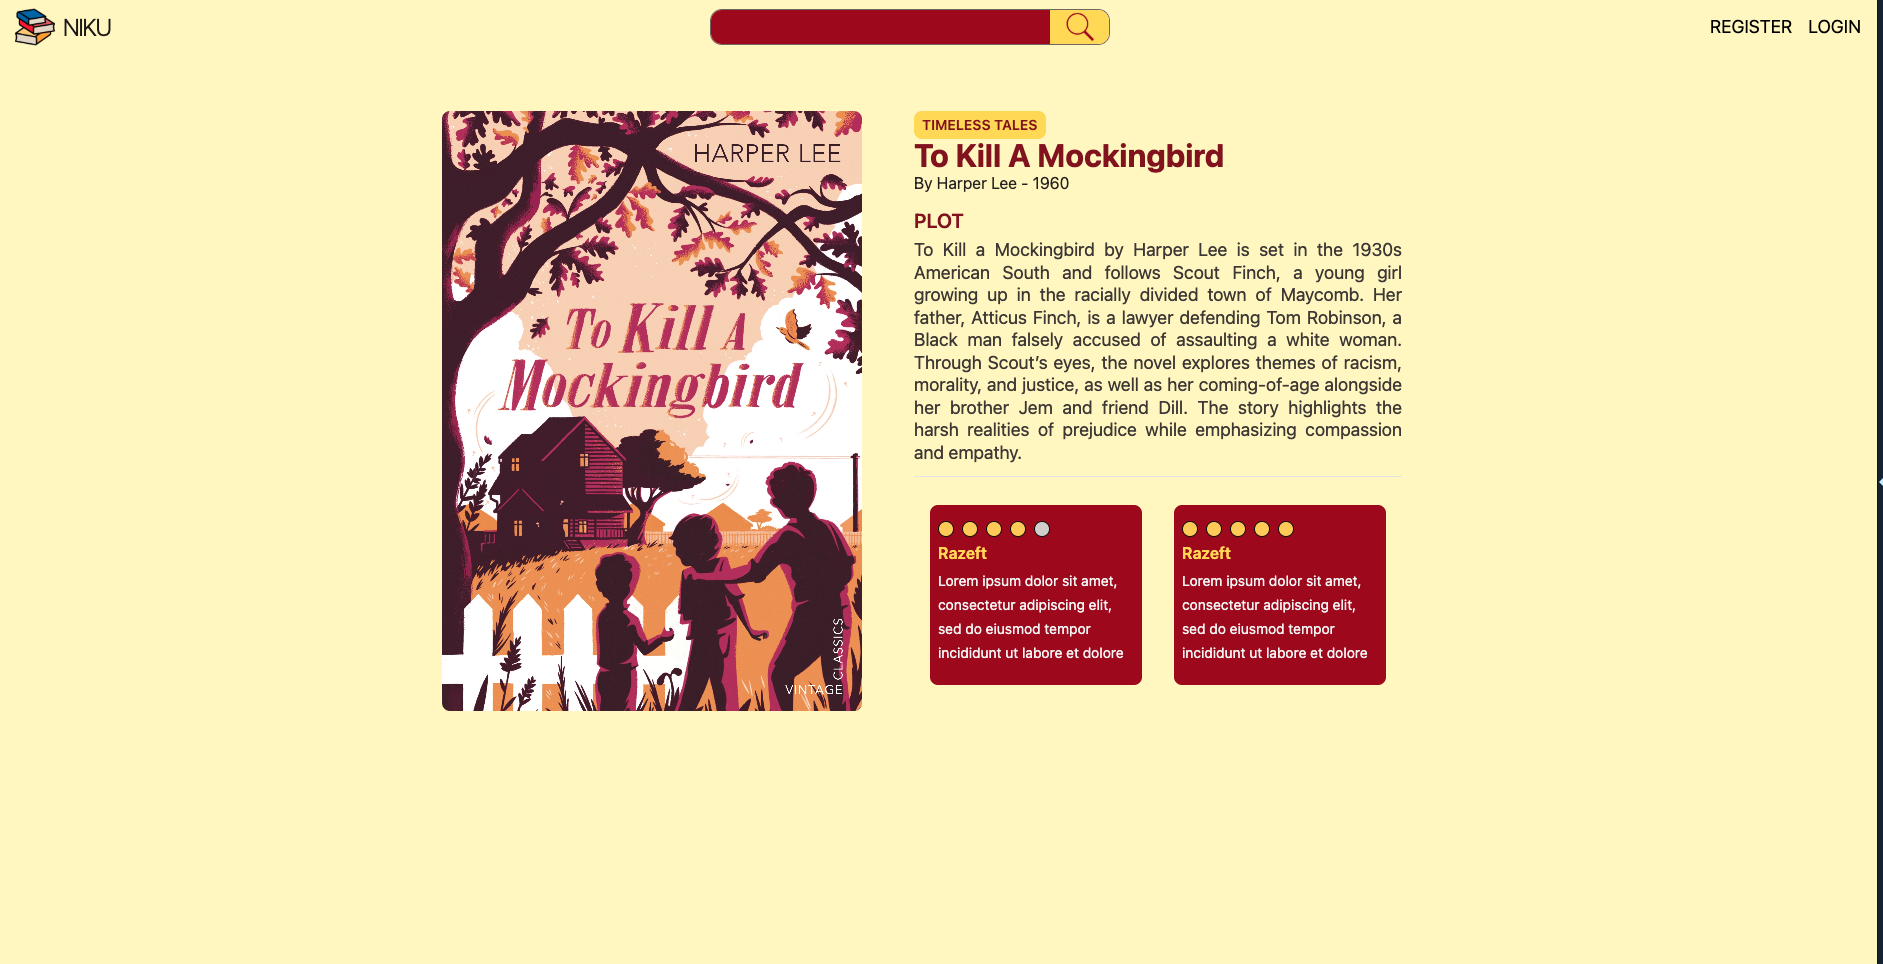 NIKU
REGISTER LOGIN
HARPER LEE
To Kill A
Mockingbird
VINTAGE CLASSICS
TIMELESS TALES
To Kill A Mockingbird
By Harper Lee - 1960
PLOT
To Kill a Mockingbird by Harper Lee is set in the 1930s
American South and follows Scout Finch, a young girl
growing up in the racially divided town of Maycomb. Her
father, Atticus Finch, is a lawyer defending Tom Robinson, a
Black man falsely accused of assaulting a white woman.
Through Scout’s eyes, the novel explores themes of racism,
morality, and justice, as well as her coming-of-age alongside
her brother Jem and friend Dill. The story highlights the
harsh realities of prejudice while emphasizing compassion
and empathy.
Razeft
Lorem ipsum dolor sit amet,
consectetur adipiscing elit,
sed do eiusmod tempor
incididunt ut labore et dolore
Razeft
Lorem ipsum dolor sit amet,
consectetur adipiscing elit,
sed do eiusmod tempor
incididunt ut labore et dolore